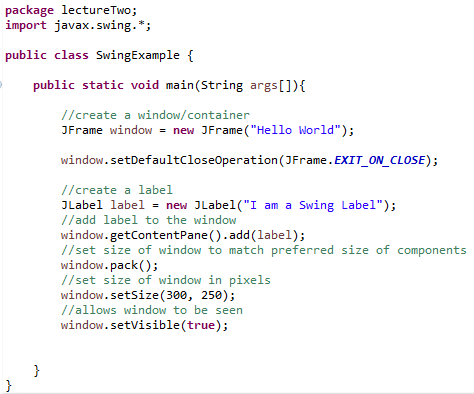 package lectureTwo;
import javax.swing.*;
public class SwingExample {
public static void main(String args[]){
//create a window/container
JFrame window = new JFrame("Hello World");
window.setDefaultCloseOperation(JFrame.EXIT_ON_CLOSE);
//create a label
JLabel label = new JLabel("I am a Swing Label");
//add label to the window
window.getContentPane().add(label);
//set size of window to match preferred size of components
window.pack();
//set size of window in pixels
window.setSize(300, 250);
//allows window to be seen
window.setVisible(true);
}
}